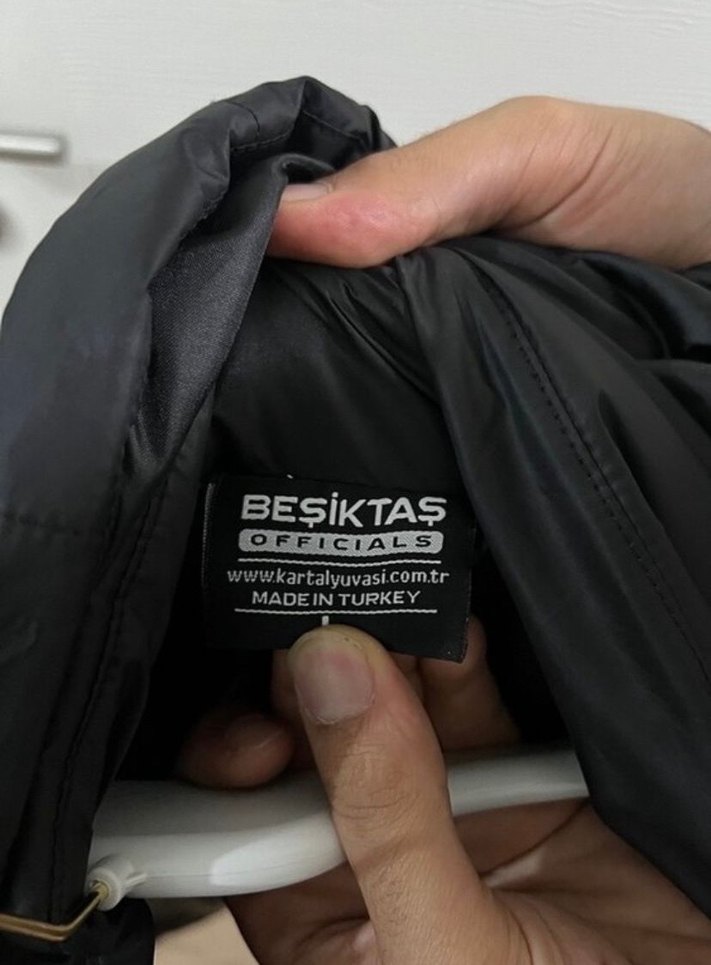 BEŞİKTAŞ
OFFICIALS
www.kartalyuvasi.com.tr
MADE IN TURKEY